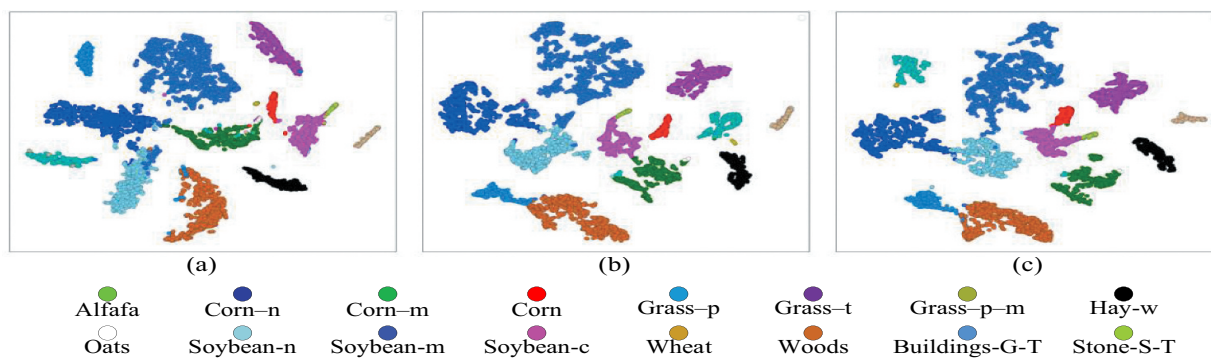 (a) (b) (c)
Alfafa Corn–n Corn–m Corn Grass–p Grass–t Grass–p–m Hay-w
Oats Soybean-n Soybean-m Soybean-c Wheat Woods Buildings-G-T Stone-S-T